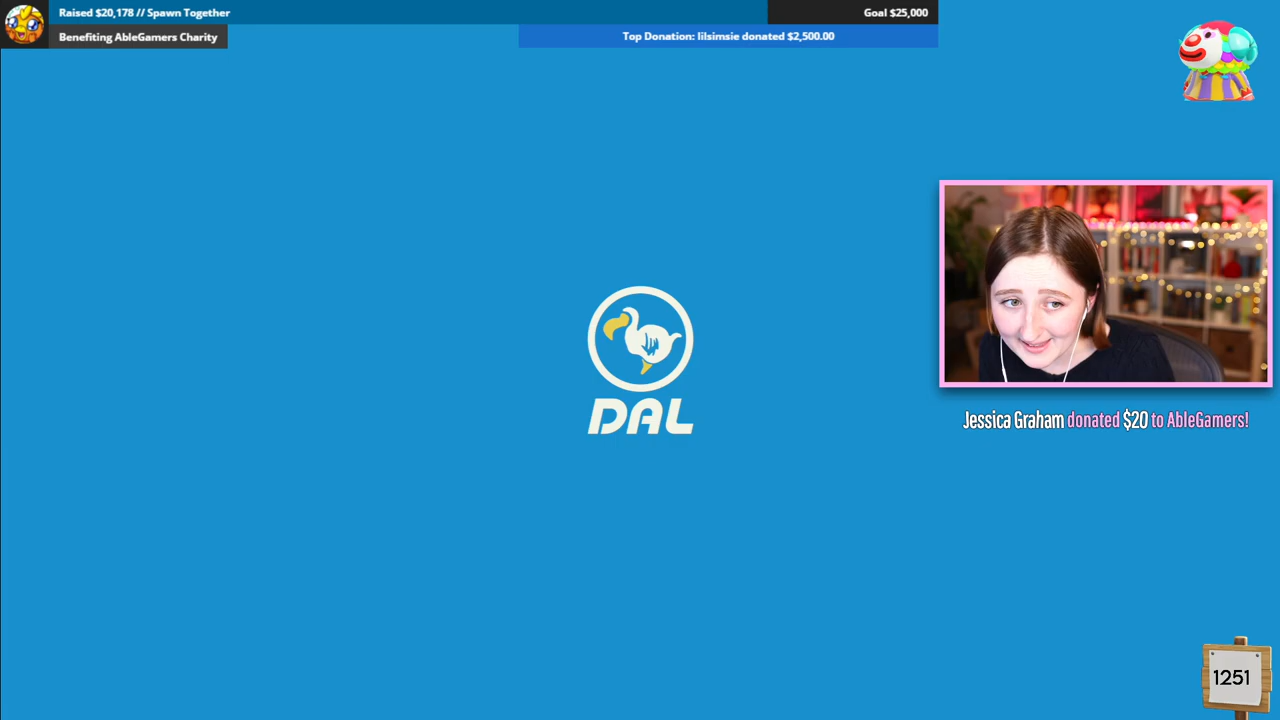 Raised $20,178 // Spawn Together
Goal $25,000
Benefiting AbleGamers Charity
Top Donation: lilsimsie donated $2,500.00
DAL
Jessica Graham donated $20 to AbleGamers!
1251